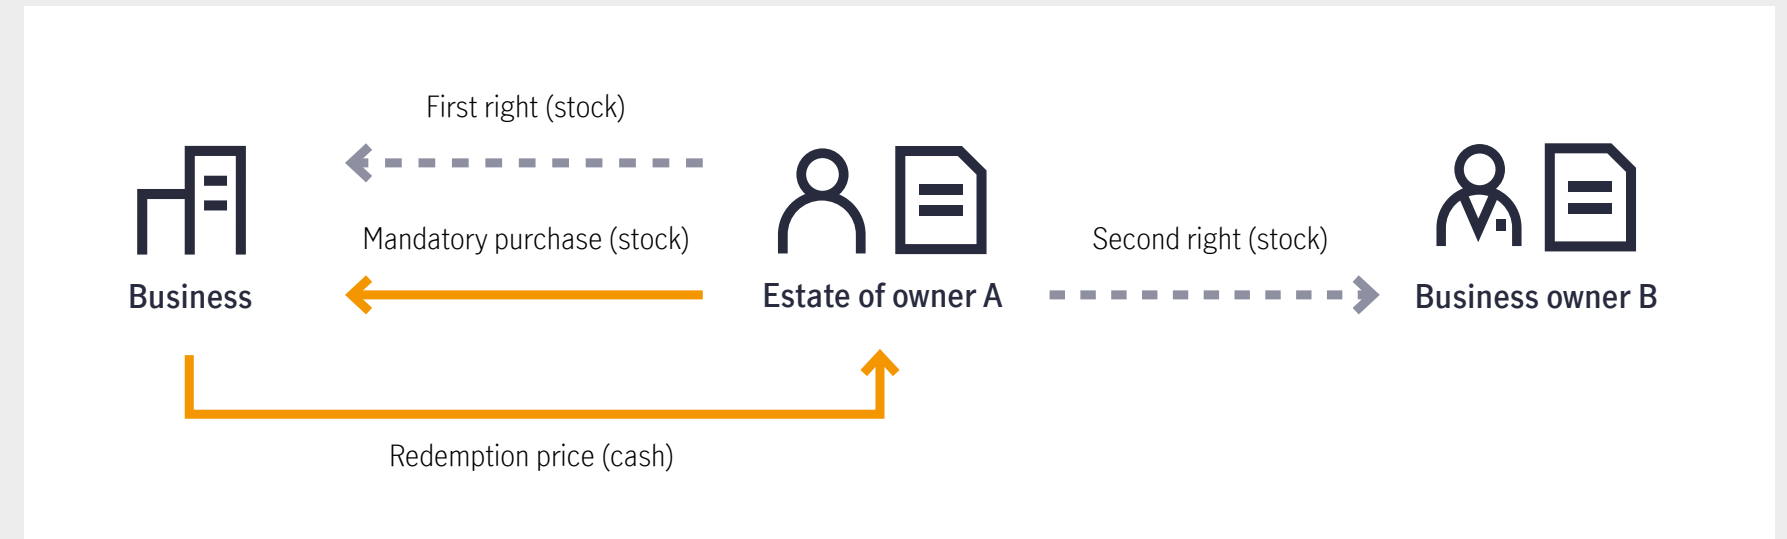 First right (stock)
Mandatory purchase (stock)
Second right (stock)
Business
Estate of owner A
Business owner B
Redemption price (cash)